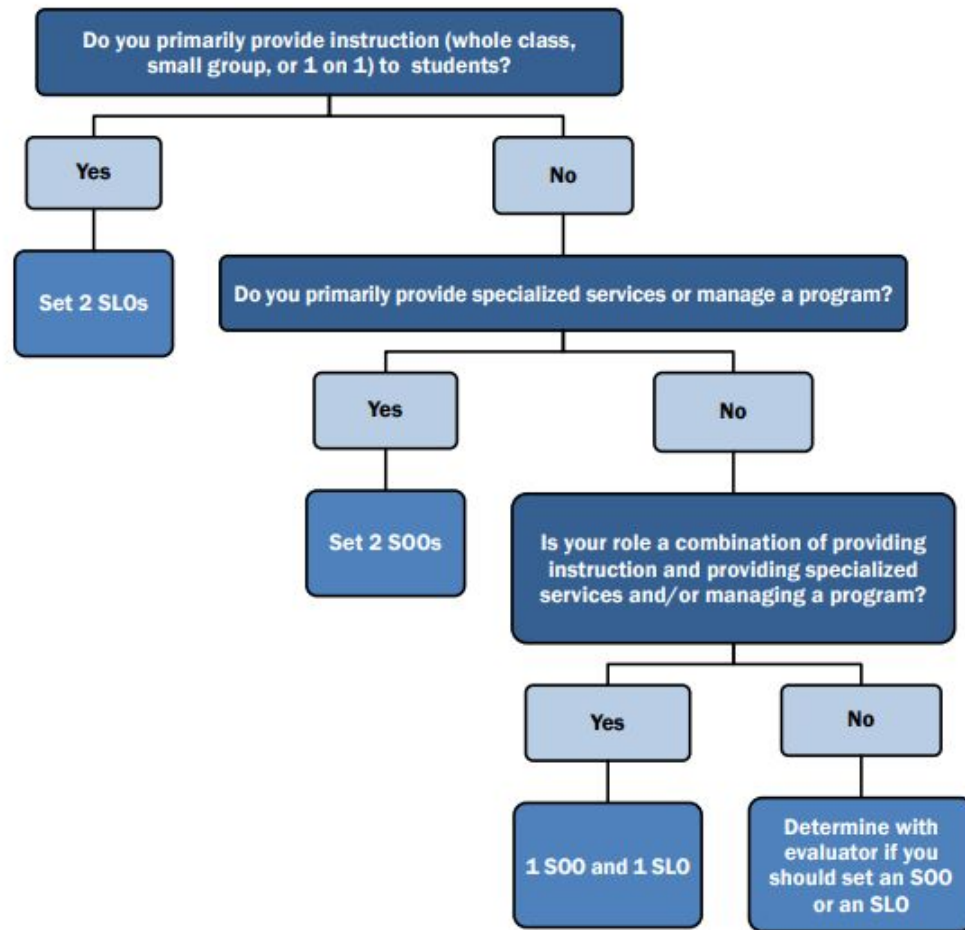 Do you primarily provide instruction (whole class,
small group, or 1 on 1) to students?
Yes
No
Set 2 SLOs
Do you primarily provide specialized services or manage a program?
Yes
No
Set 2 SOOs
Is your role a combination of providing
instruction and providing specialized
services and/or managing a program?
Yes
No
1 SOO and 1 SLO
Determine with
evaluator if you
should set an SOO
or an SLO